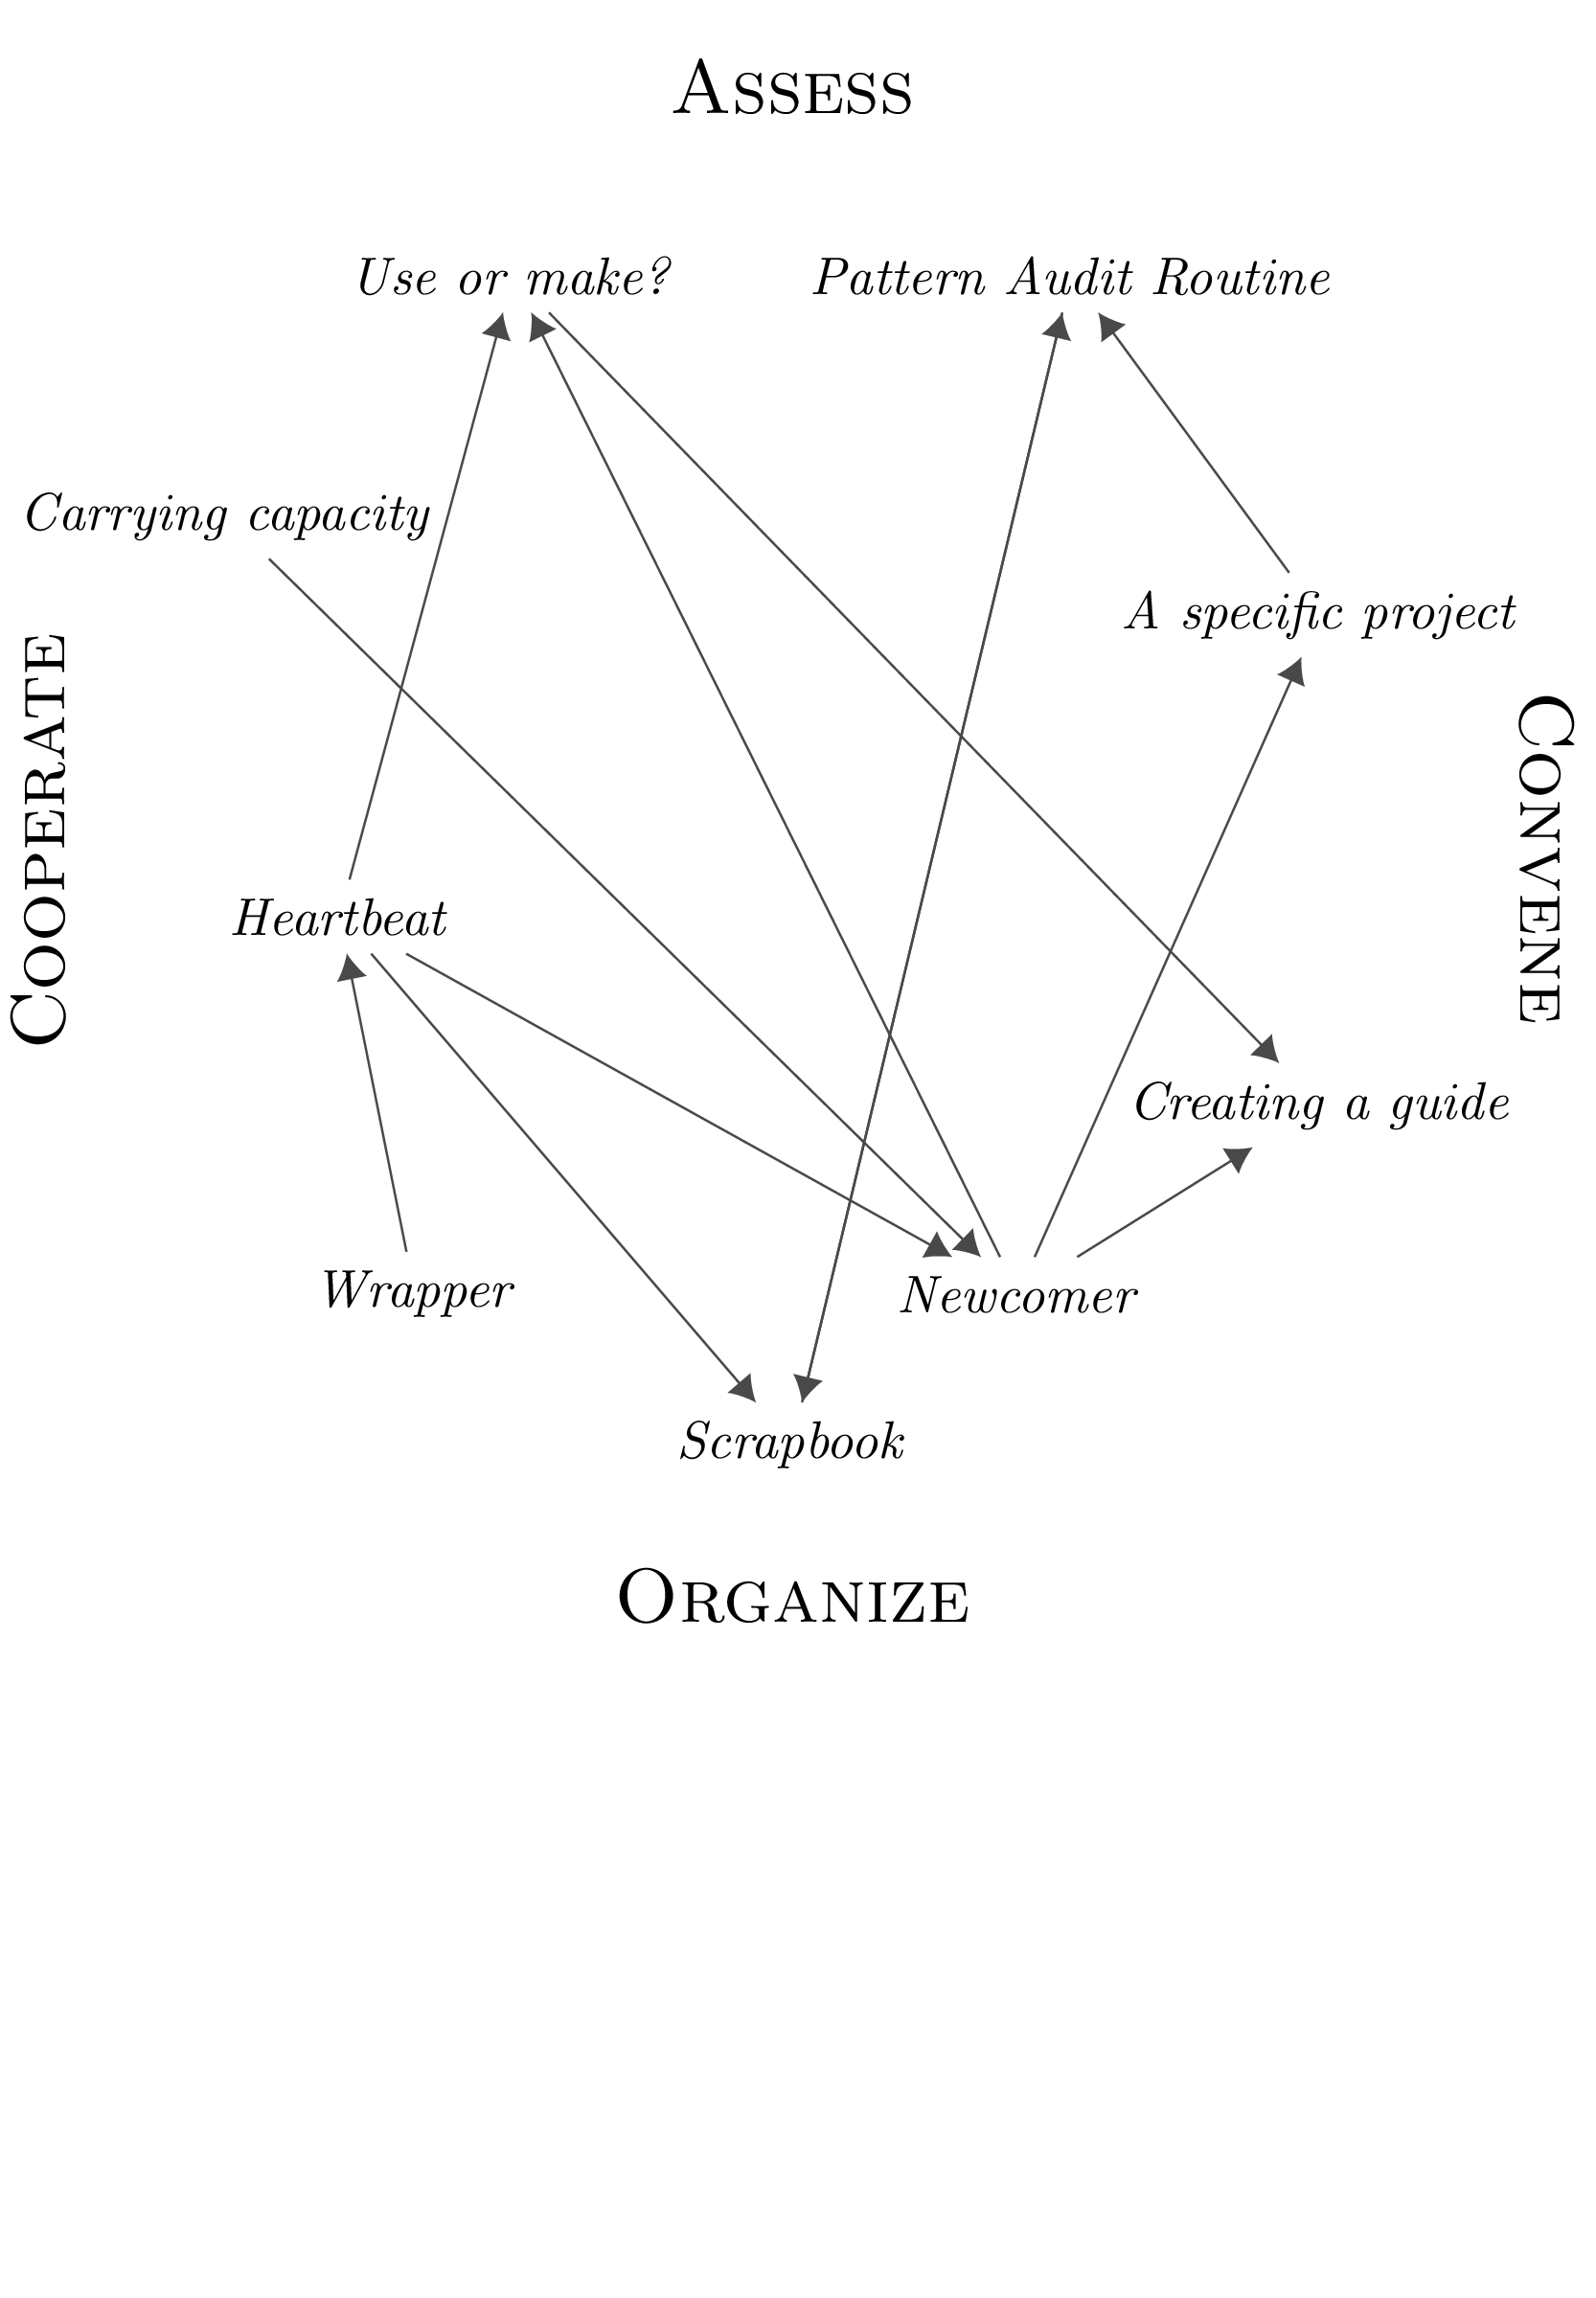 Assess
Use or make?
Pattern Audit Routine
Carrying capacity
A specific project
Cooperate
Convene
Heartbeat
Creating a guide
Wrapper
Newcomer
Scrapbook
Organize